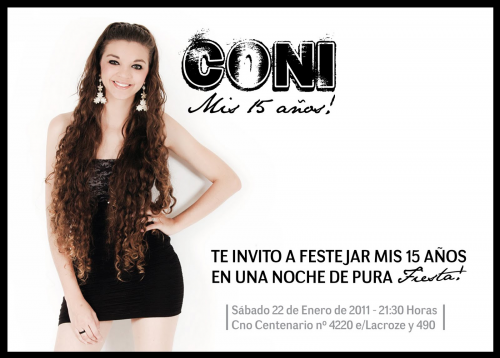 CONI
Mis 15 años!
TE INVITO A FESTEJAR MIS 15 AÑOS
EN UNA NOCHE DE PURA Fiesta!
Sábado 22 de Enero de 2011 - 21:30 Horas
Cno Centenario nº 4220 e/Lacroze y 490